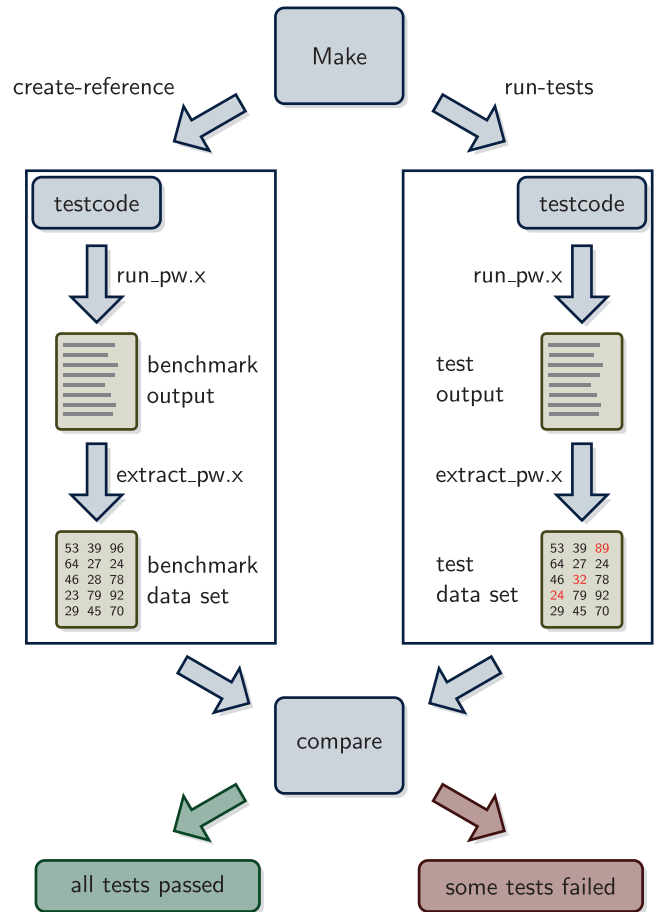 Make
create-reference
run-tests
testcode
run_pw.x
benchmark
output
extract_pw.x
53 39 96
64 27 24
46 28 78
23 79 92
29 45 70
benchmark
data set
testcode
run_pw.x
test
output
extract_pw.x
test
data set
53 39 89
64 27 24
46 32 78
24 79 92
29 45 70
compare
all tests passed
some tests failed